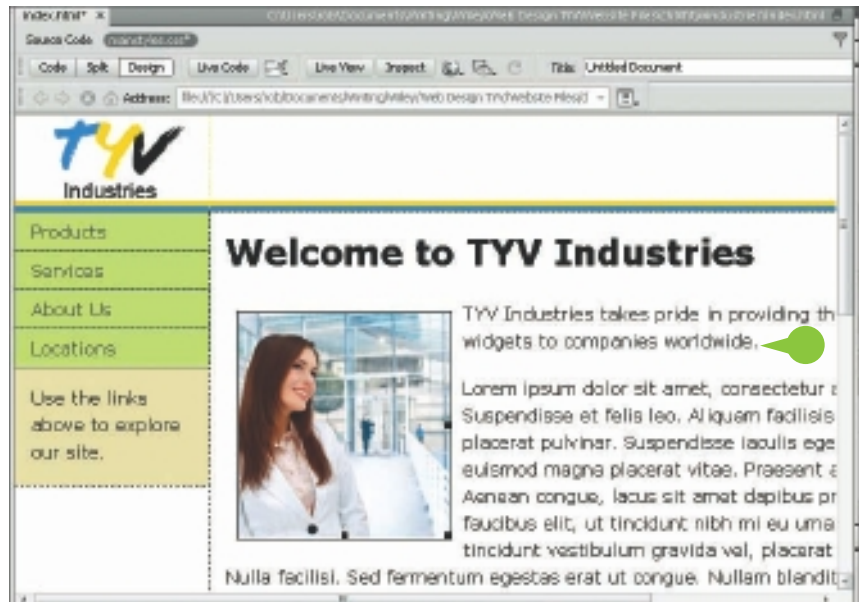 index.html* ×
Source Code mainstyles.css*
Code Split Design Live Code Live View Inspect Title: Untitled Document
Address:
TYV
Industries
Products
Services
About Us
Locations
Use the links
above to explore
our site.
Welcome to TYV Industries
TYV Industries takes pride in providing th
widgets to companies worldwide.
Lorem ipsum dolor sit amet, consectetur a
Suspendisse et felis leo. Aliquam facilisis
placerat pulvinar. Suspendisse iaculis ege
euismod magna placerat vitae. Praesent a
Aenean congue, lacus sit amet dapibus pr
faucibus elit, ut tincidunt nibh mi eu urna
tincidunt vestibulum gravida vel, placerat
Nulla facilisi. Sed fermentum egestas erat ut congue. Nullam blandit